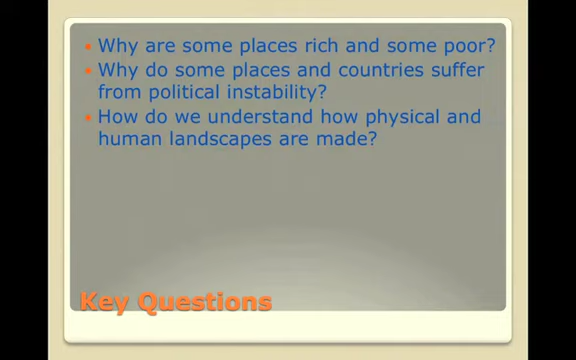 Why are some places rich and some poor?
Why do some places and countries suffer
from political instability?
How do we understand how physical and
human landscapes are made?
Key Questions